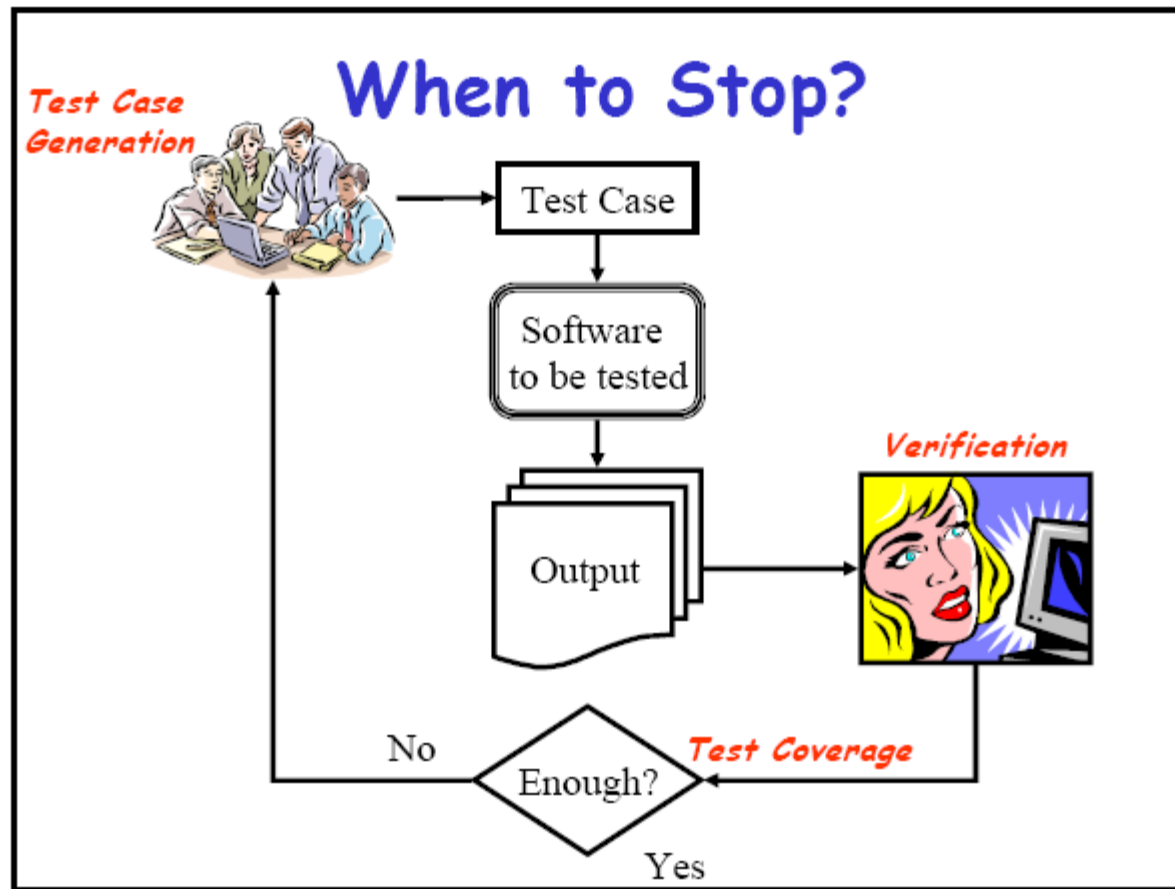 When to Stop?
Test Case
Generation
Test Case
Software
to be tested
Verification
Output
No
Test Coverage
Enough?
Yes